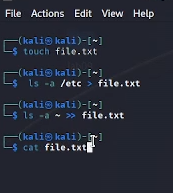 File Actions Edit View Help
┌──(kali㉿kali)-[~]
└─$ touch file.txt
┌──(kali㉿kali)-[~]
└─$ ls -a /etc > file.txt
┌──(kali㉿kali)-[~]
└─$ ls -a ~ >> file.txt
┌──(kali㉿kali)-[~]
└─$ cat file.txt